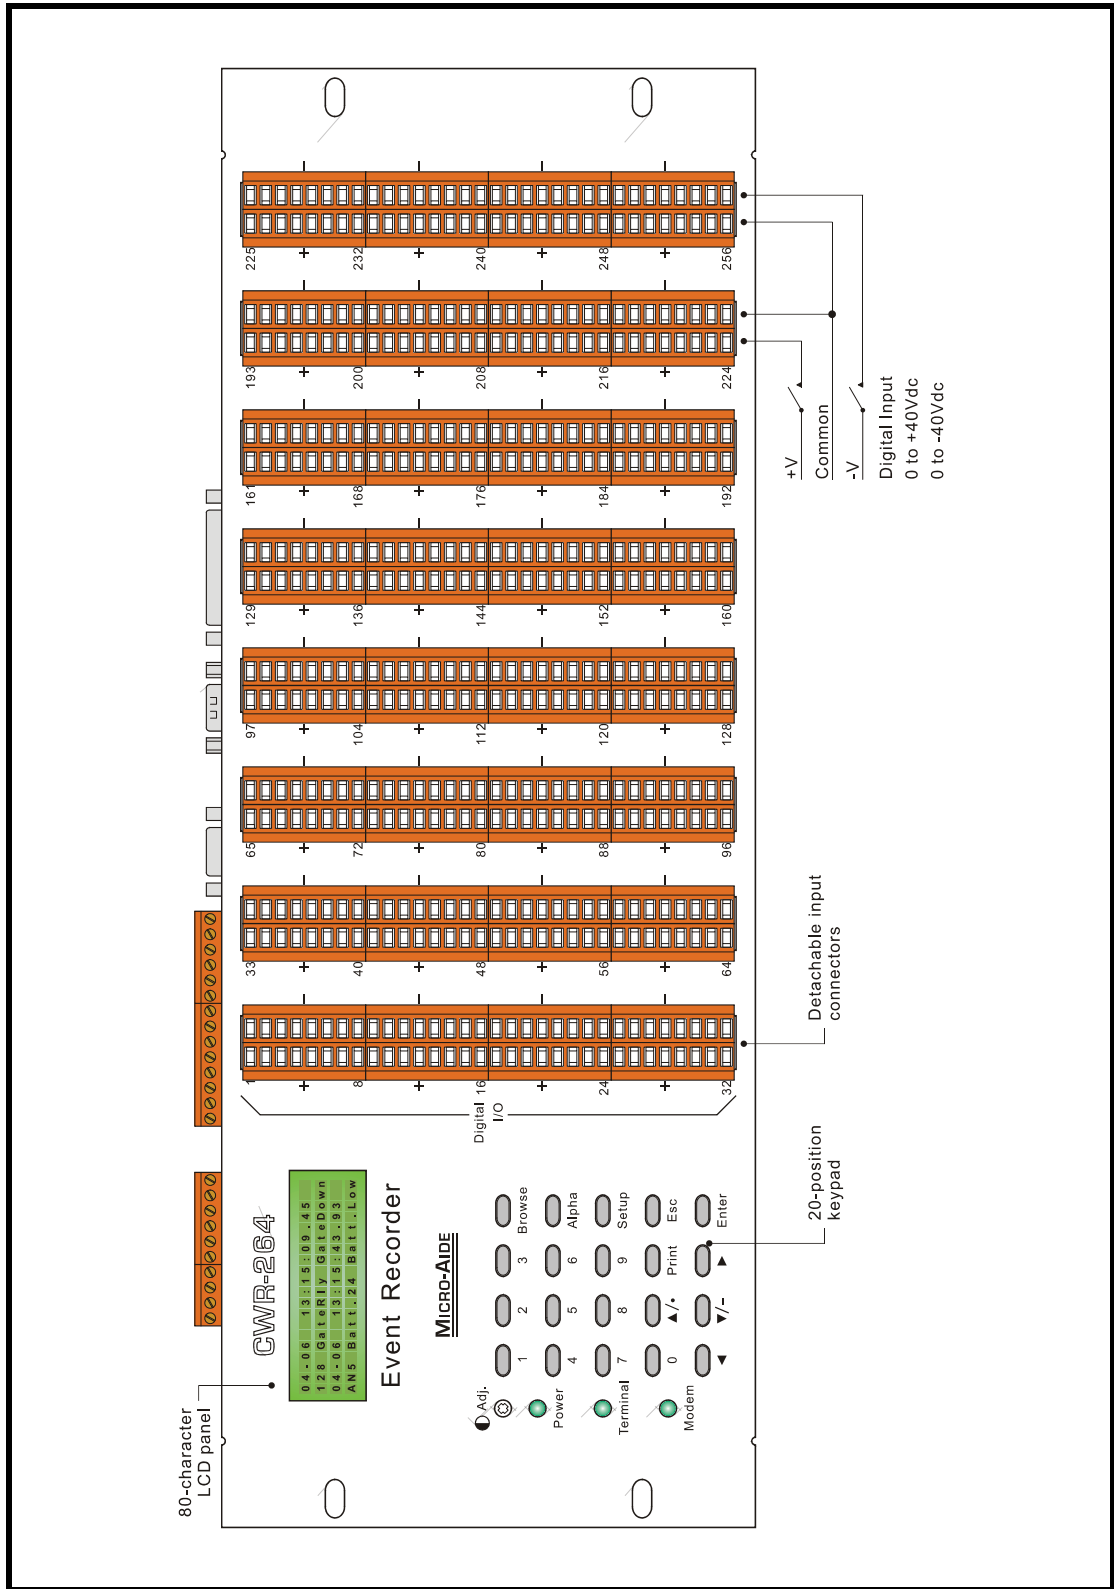 80-character
LCD panel
CWR-264
04-06 13:15:09.45
128 GateRly GateDown
04-06 13:15:43.93
AN5 Batt.24 Batt.Low
Event Recorder
MICRO-AIDE
Adj.
Power
Terminal
Modem
1 2 3 Browse
4 5 6 Alpha
7 8 9 Setup
0 ▲/• Print Esc
◄ ▼/– ► Enter
20-position
keypad
Digital
I/O
1 + 8 16 + 24 + 32
33 + 40 48 + 56 + 64
65 + 72 80 + 88 + 96
97 + 104 112 + 120 + 128
129 + 136 144 + 152 + 160
161 + 168 176 + 184 + 192
193 + 200 208 + 216 + 224
225 + 232 240 + 248 + 256
Detachable input
connectors
+V
Common
-V
Digital Input
0 to +40Vdc
0 to -40Vdc